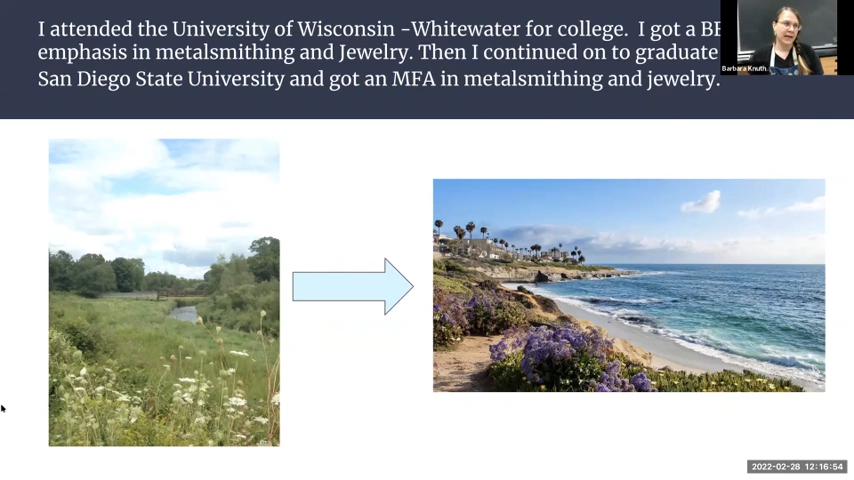 I attended the University of Wisconsin -Whitewater for college.  I got a
emphasis in metalsmithing and Jewelry. Then I continued on to graduate
San Diego State University and got an MFA in metalsmithing and jewelry.
Barbara Knuth
2022-02-28 12:16:54